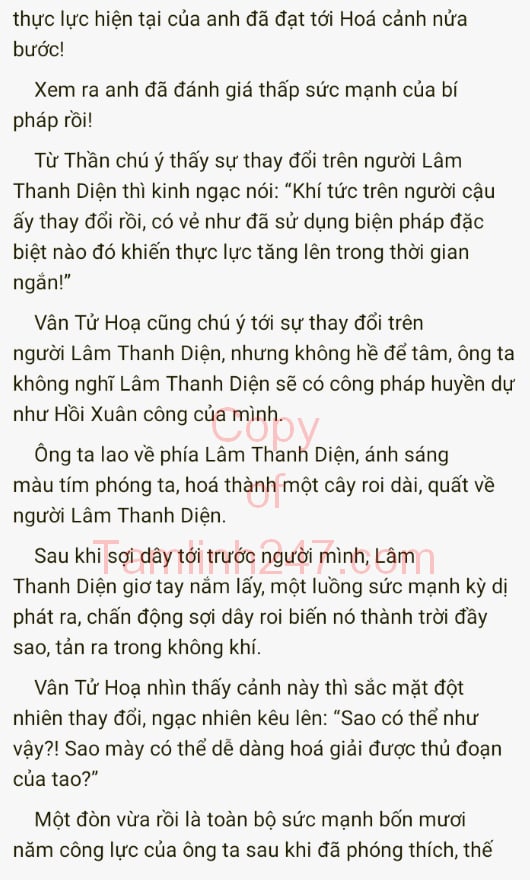 thực lực hiện tại của anh đã đạt tới Hoá cảnh nửa
bước!
Xem ra anh đã đánh giá thấp sức mạnh của bí
pháp rồi!
Từ Thần chú ý thấy sự thay đổi trên người Lâm
Thanh Diện thì kinh ngạc nói: “Khí tức trên người cậu
ấy thay đổi rồi, có vẻ như đã sử dụng biện pháp đặc
biệt nào đó khiến thực lực tăng lên trong thời gian
ngắn!”
Vân Tử Hoạ cũng chú ý tới sự thay đổi trên
người Lâm Thanh Diện, nhưng không hề để tâm, ông ta
không nghĩ Lâm Thanh Diện sẽ có công pháp huyền dự
như Hồi Xuân công của mình.
Copy
Ông ta lao về phía Lâm Thanh Diện, ánh sáng
màu tím phóng ta, hoá thành một cây roi dài, quất về
of
người Lâm Thanh Diện.
Sau khi sợi dây tới trước người mình, Lâm
Tamlinh247.com
Thanh Diện giơ tay nắm lấy, một luồng sức mạnh kỳ dị
phát ra, chấn động sợi dây roi biến nó thành trời đầy
sao, tản ra trong không khí.
Vân Tử Hoạ nhìn thấy cảnh này thì sắc mặt đột
nhiên thay đổi, ngạc nhiên kêu lên: “Sao có thể như
vậy?! Sao mày có thể dễ dàng hoá giải được thủ đoạn
của tao?”
Một đòn vừa rồi là toàn bộ sức mạnh bốn mươi
năm công lực của ông ta sau khi đã phóng thích, thế